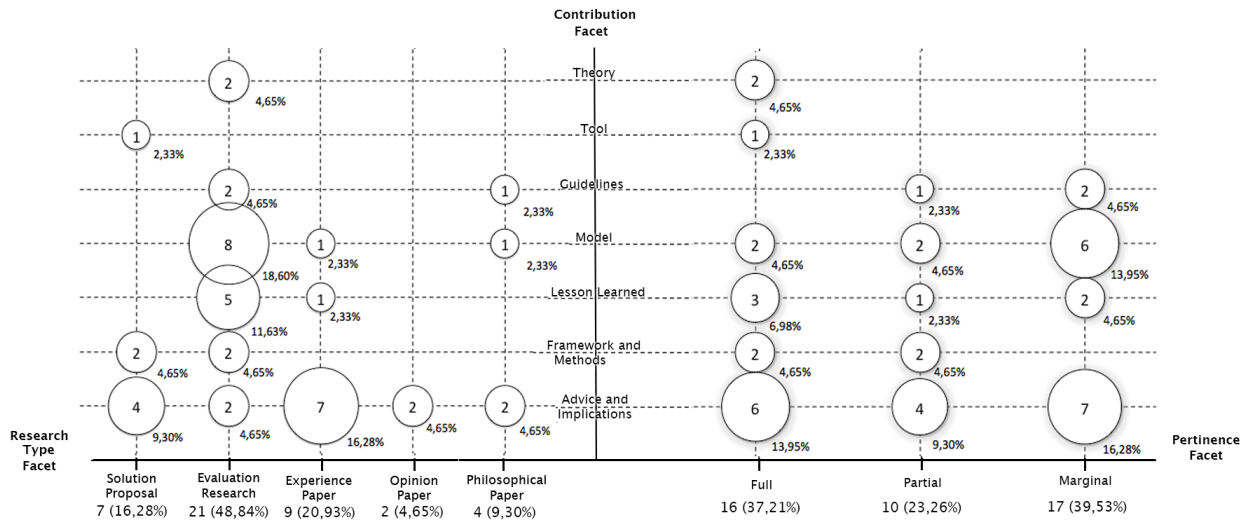 Contribution
Facet
Theory
2
2
4,65%
4,65%
Tool
1
1
2,33%
2,33%
Guidelines
2
1
1
2
4,65%
2,33%
2,33%
4,65%
Model
8
1
1
2
2
6
18,60%
2,33%
2,33%
4,65%
4,65%
13,95%
Lesson Learned
5
1
3
1
2
11,63%
2,33%
6,98%
2,33%
4,65%
Framework and
Methods
2
2
2
2
4,65%
4,65%
4,65%
4,65%
Advice and
Implications
4
2
7
2
2
6
4
7
9,30%
4,65%
16,28%
4,65%
4,65%
13,95%
9,30%
16,28%
Research
Type
Facet
Pertinence
Facet
Solution
Proposal
7 (16,28%)
Evaluation
Research
21 (48,84%)
Experience
Paper
9 (20,93%)
Opinion
Paper
2 (4,65%)
Philosophical
Paper
4 (9,30%)
Full
16 (37,21%)
Partial
10 (23,26%)
Marginal
17 (39,53%)